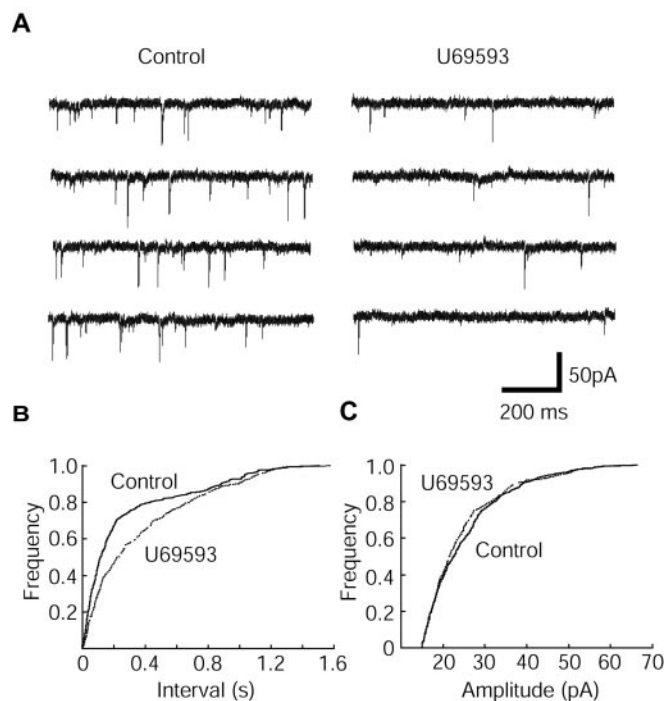 A
Control U69593
50pA
200 ms
B
C
1.0
0.8
0.6
0.4
0.2
0 0.4 0.8 1.2 1.6
Frequency
Interval (s)
Control
U69593
1.0
0.8
0.6
0.4
0.2
0
20 30 40 50 60 70
Frequency
Amplitude (pA)
U69593
Control